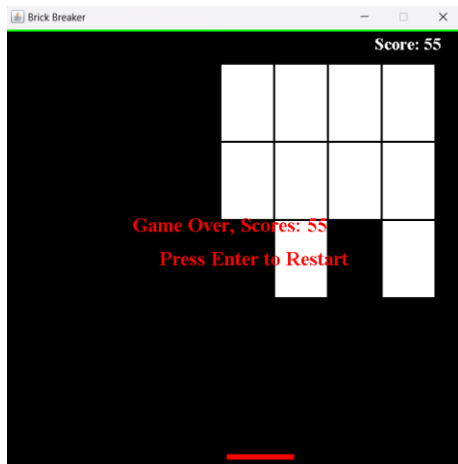 Brick Breaker
Score: 55
Game Over, Scores: 55
Press Enter to Restart